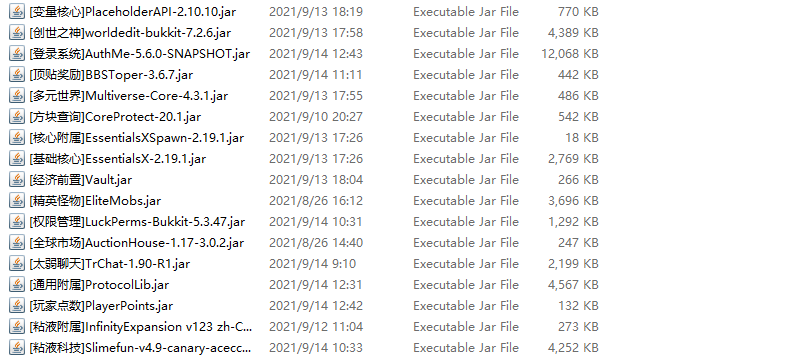 [变量核心]PlaceholderAPI-2.10.10.jar 2021/9/13 18:19 Executable Jar File 770 KB
[创世之神]worldedit-bukkit-7.2.6.jar 2021/9/13 17:58 Executable Jar File 4,389 KB
[登录系统]AuthMe-5.6.0-SNAPSHOT.jar 2021/9/14 12:43 Executable Jar File 12,068 KB
[顶贴奖励]BBSToper-3.6.7.jar 2021/9/14 11:11 Executable Jar File 442 KB
[多元世界]Multiverse-Core-4.3.1.jar 2021/9/13 17:55 Executable Jar File 486 KB
[方块查询]CoreProtect-20.1.jar 2021/9/10 20:27 Executable Jar File 542 KB
[核心附属]EssentialsXSpawn-2.19.1.jar 2021/9/13 17:26 Executable Jar File 18 KB
[基础核心]EssentialsX-2.19.1.jar 2021/9/13 17:26 Executable Jar File 2,769 KB
[经济前置]Vault.jar 2021/9/13 18:04 Executable Jar File 266 KB
[精英怪物]EliteMobs.jar 2021/8/26 16:12 Executable Jar File 3,696 KB
[权限管理]LuckPerms-Bukkit-5.3.47.jar 2021/9/14 10:31 Executable Jar File 1,292 KB
[全球市场]AuctionHouse-1.17-3.0.2.jar 2021/8/26 14:40 Executable Jar File 247 KB
[太弱聊天]TrChat-1.90-R1.jar 2021/9/14 9:10 Executable Jar File 2,199 KB
[通用附属]ProtocolLib.jar 2021/9/14 12:31 Executable Jar File 4,567 KB
[玩家点数]PlayerPoints.jar 2021/9/14 12:42 Executable Jar File 132 KB
[粘液附属]InfinityExpansion v123 zh-C... 2021/9/12 11:04 Executable Jar File 273 KB
[粘液科技]Slimefun-v4.9-canary-acecc... 2021/9/14 10:33 Executable Jar File 4,252 KB